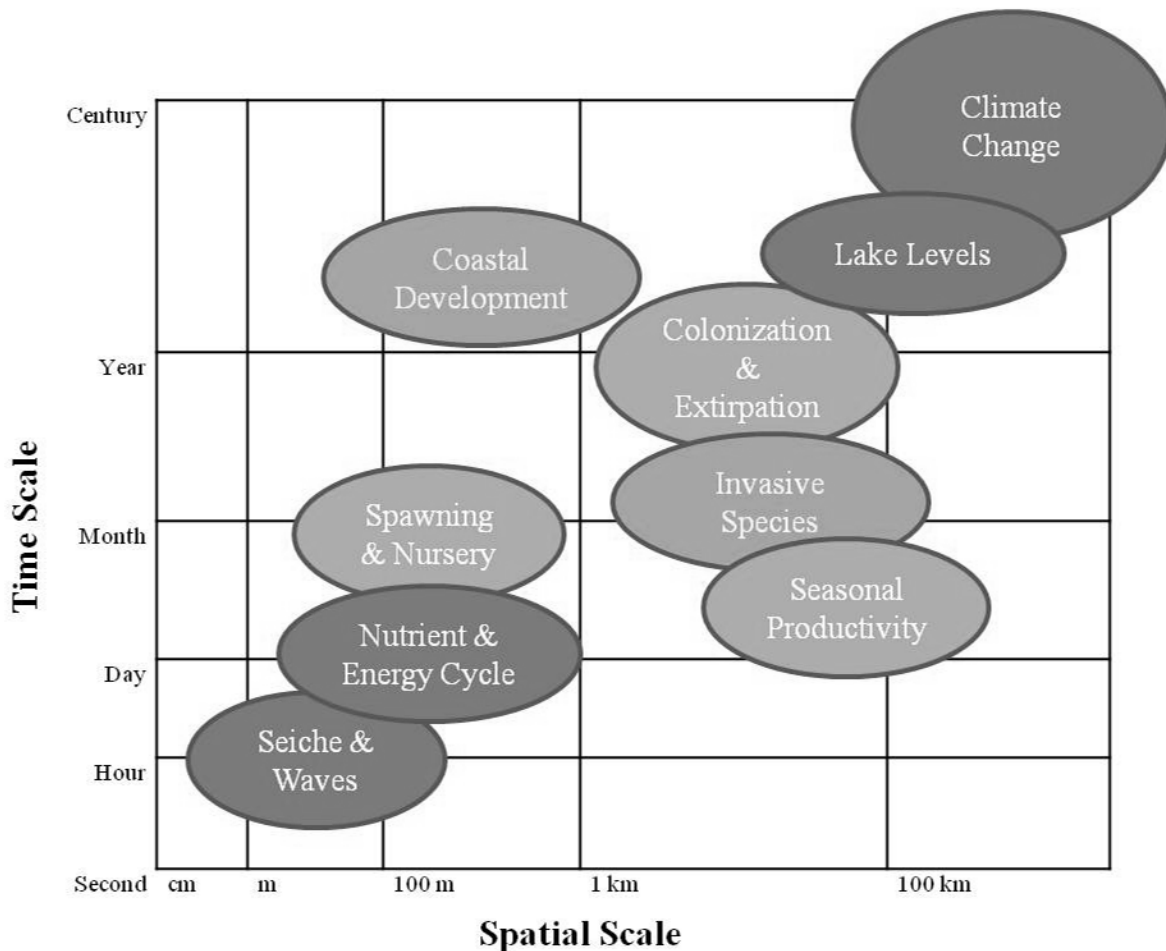 Century
Climate
Change
Coastal
Development
Lake Levels
Colonization
&
Extirpation
Year
Invasive
Species
Spawning
& Nursery
Month
Seasonal
Productivity
Nutrient &
Energy Cycle
Day
Seiche &
Waves
Hour
Second
cm
m
100 m
1 km
100 km
Time Scale
Spatial Scale